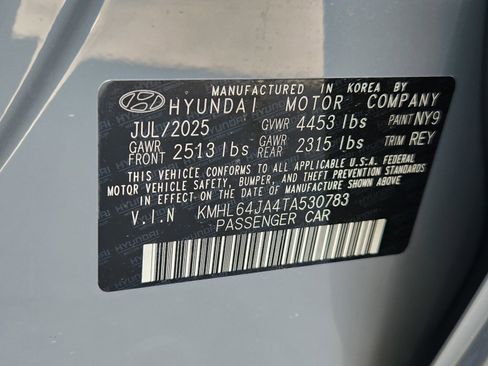 MANUFACTURED IN KOREA BY
HYUNDAI MOTOR COMPANY
JUL/2025 GVWR 4453 lbs PAINT NY9
GAWR FRONT 2513 lbs GAWR REAR 2315 lbs TRIM REY
THIS VEHICLE CONFORMS TO ALL APPLICABLE U.S.A. FEDERAL
MOTOR VEHICLE SAFETY, BUMPER, AND THEFT PREVENTION STANDARDS
IN EFFECT ON THE DATE OF MANUFACTURE SHOWN ABOVE.
V.I.N KMHL64JA4TA530783
PASSENGER CAR